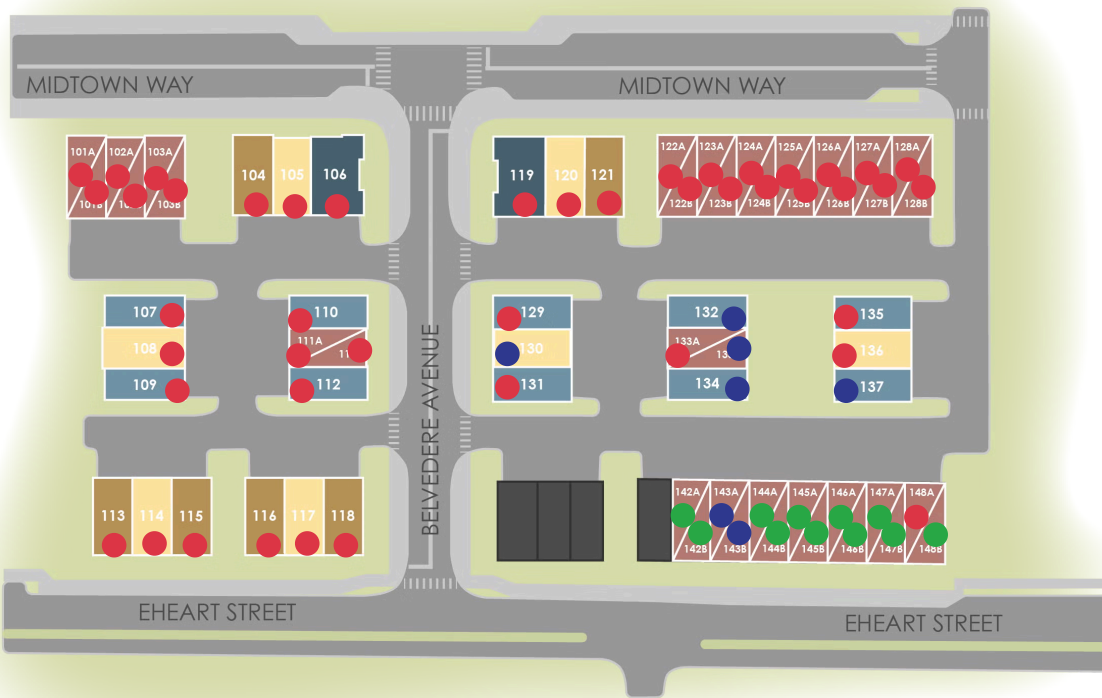 MIDTOWN WAY
MIDTOWN WAY
101A 102A 103A
101B 103B
104 105 106
119 120 121
122A 123A 124A 125A 126A 127A 128A
122B 123B 124B 125B 126B 127B 128B
107
108
109
110
111A
112
129
130
131
132
133A
134
135
136
137
BELVEDERE AVENUE
113 114 115
116 117 118
142A 143A 144A 145A 146A 147A 148A
142B 143B 144B 145B 146B 147B 148B
EHEART STREET
EHEART STREET